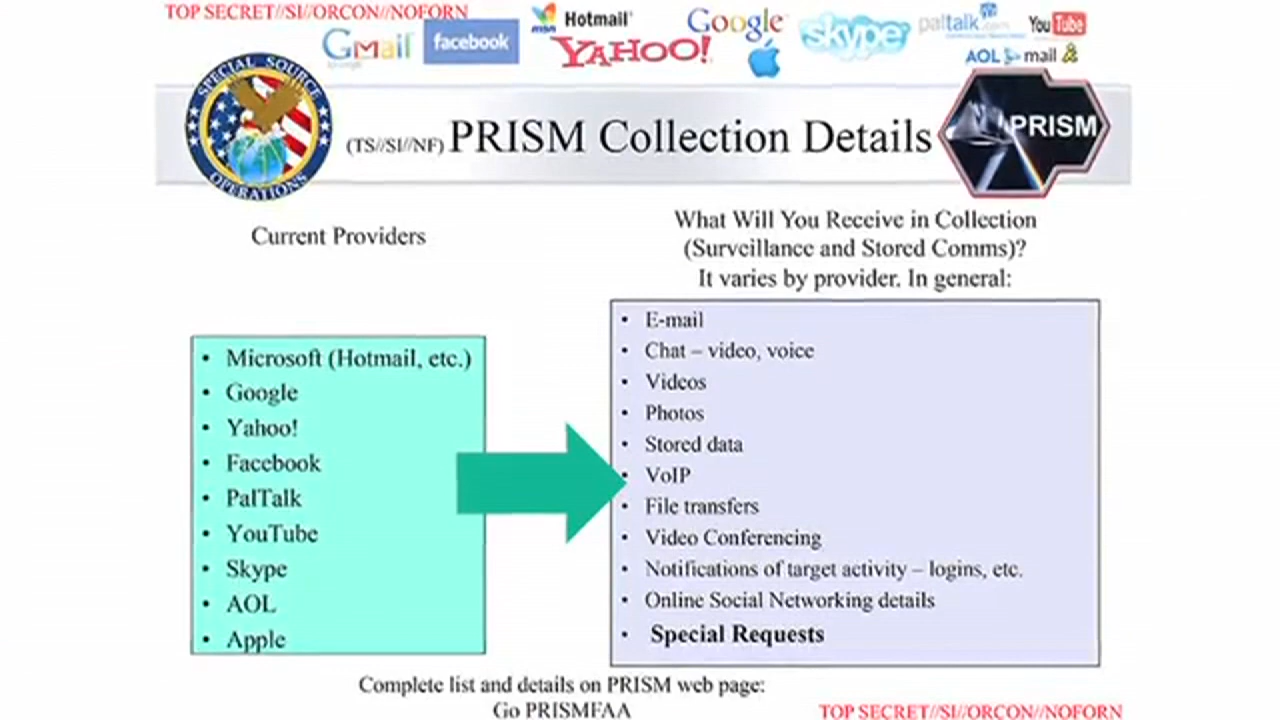 TOP SECRET//SI//ORCON//NOFORN
Gmail
facebook
msn Hotmail
YAHOO!
Google
skype
paltalk.com
YouTube
AOL mail
SPECIAL SOURCE OPERATIONS
(TS//SI//NF) PRISM Collection Details
PRISM
Current Providers
• Microsoft (Hotmail, etc.)
• Google
• Yahoo!
• Facebook
• PalTalk
• YouTube
• Skype
• AOL
• Apple
What Will You Receive in Collection
(Surveillance and Stored Comms)?
It varies by provider. In general:
• E-mail
• Chat – video, voice
• Videos
• Photos
• Stored data
• VoIP
• File transfers
• Video Conferencing
• Notifications of target activity – logins, etc.
• Online Social Networking details
• Special Requests
Complete list and details on PRISM web page:
Go PRISMFAA
TOP SECRET//SI//ORCON//NOFORN